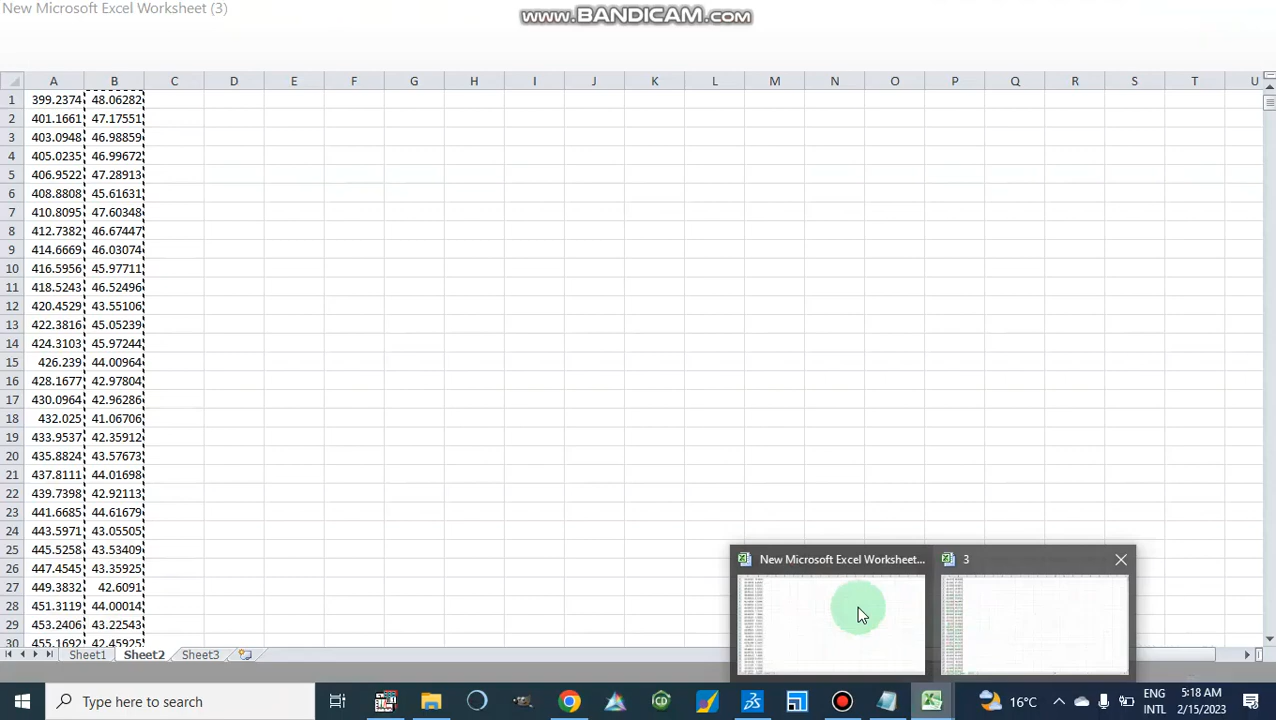 New Microsoft Excel Worksheet (3)
www.BANDICAM.com
A B C D E F G H I J K L M N O P Q R S T U
1 399.2374 48.06282
2 401.1661 47.17551
3 403.0948 46.98859
4 405.0235 46.99672
5 406.9522 47.28913
6 408.8808 45.61631
7 410.8095 47.60348
8 412.7382 46.67447
9 414.6669 46.03074
10 416.5956 45.97711
11 418.5243 46.52496
12 420.4529 43.55106
13 422.3816 45.05239
14 424.3103 45.97244
15 426.239 44.00964
16 428.1677 42.97804
17 430.0964 42.96286
18 432.025 41.06706
19 433.9537 42.35912
20 435.8824 43.57673
21 437.8111 44.01698
22 439.7398 42.92113
23 441.6685 44.61679
24 443.5971 43.05505
25 445.5258 43.53409
26 447.4545 43.35925
27 449.3832 42.6091
28 451.3119 44.00014
29 453.2406 43.22543
30 42.45925
New Microsoft Excel Worksheet... 3
Sheet1 Sheet2 Sheet3
Type here to search
16°C
ENG
INTL
5:18 AM
2/15/2023